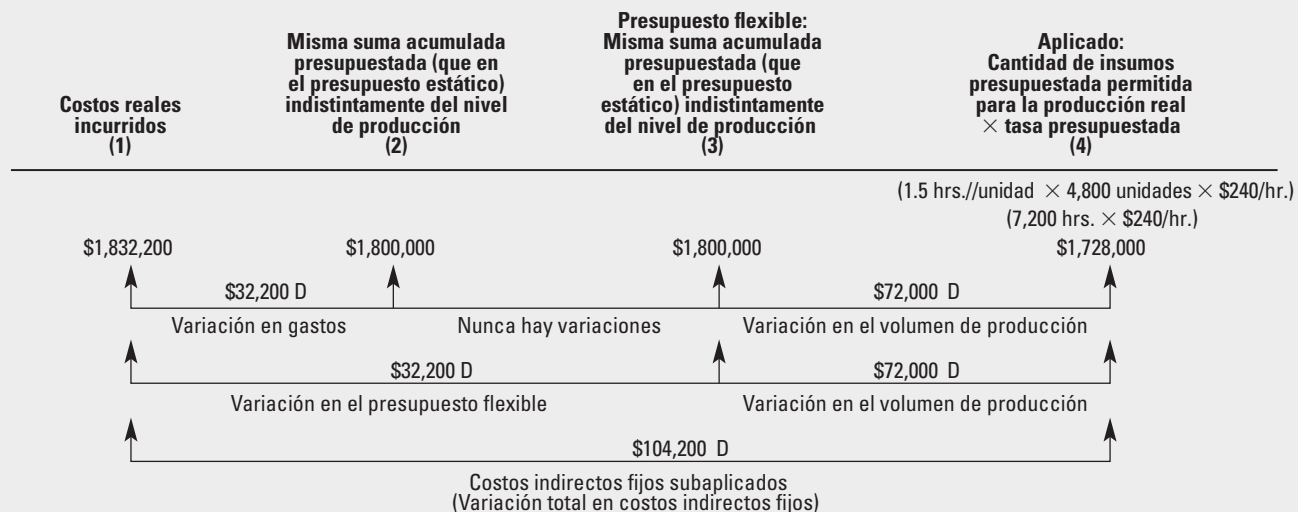 Costos reales
incurridos
(1)
Misma suma acumulada
presupuestada (que en
el presupuesto estático)
indistintamente del nivel
de producción
(2)
Presupuesto flexible:
Misma suma acumulada
presupuestada (que
en el presupuesto
estático) indistintamente
del nivel de producción
(3)
Aplicado:
Cantidad de insumos
presupuestada permitida
para la producción real
× tasa presupuestada
(4)
(1.5 hrs.//unidad × 4,800 unidades × $240/hr.)
(7,200 hrs. × $240/hr.)
$1,832,200 $1,800,000 $1,800,000 $1,728,000
$32,200 D $72,000 D
Variación en gastos Nunca hay variaciones Variación en el volumen de producción
$32,200 D $72,000 D
Variación en el presupuesto flexible Variación en el volumen de producción
$104,200 D
Costos indirectos fijos subaplicados
(Variación total en costos indirectos fijos)